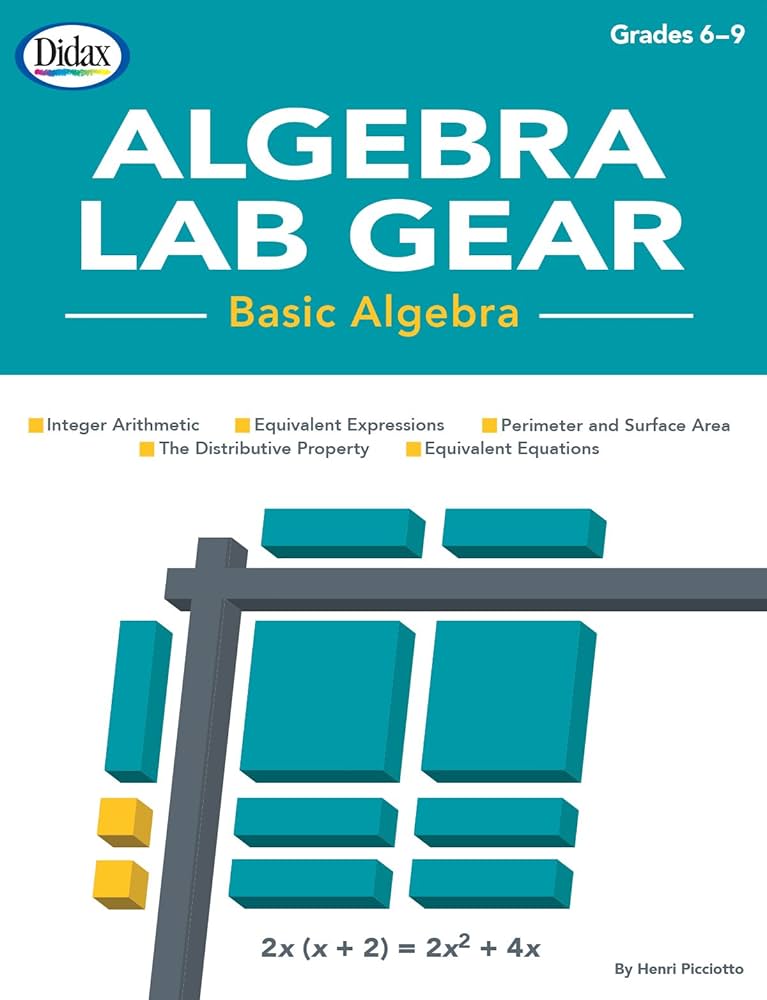 Didax
Grades 6–9
ALGEBRA
LAB GEAR
Basic Algebra
Integer Arithmetic Equivalent Expressions Perimeter and Surface Area
The Distributive Property Equivalent Equations
2x (x + 2) = 2x² + 4x
By Henri Picciotto